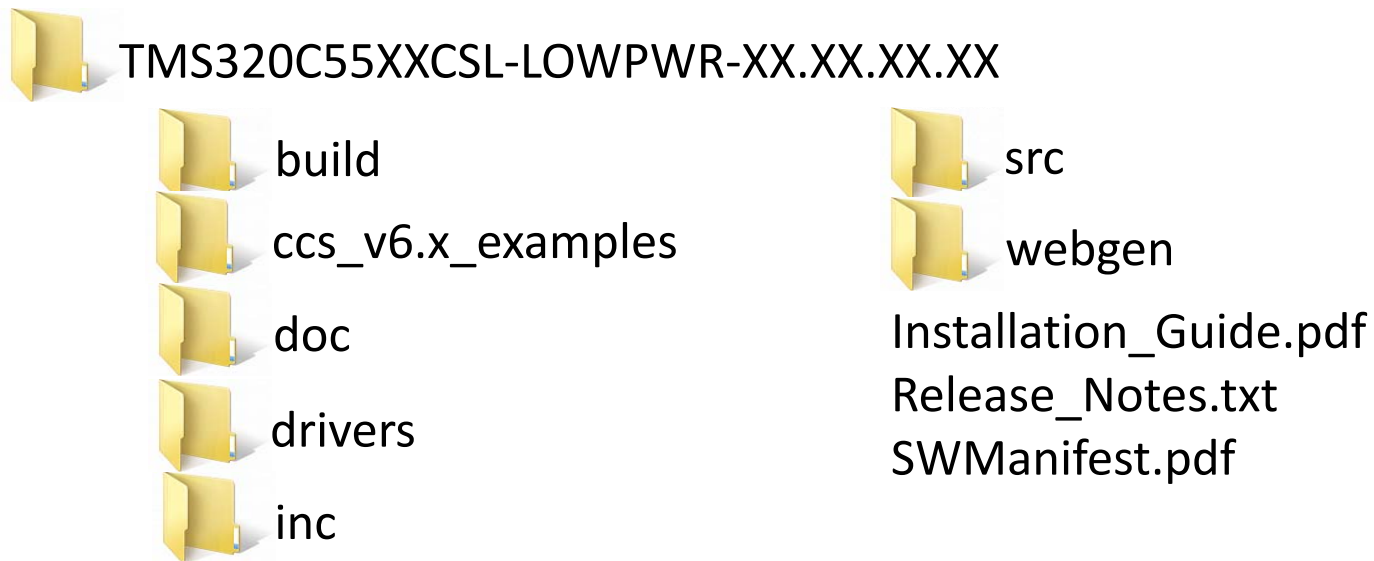 TMS320C55XXCSL-LOWPWR-XX.XX.XX.XX
build
ccs_v6.x_examples
doc
drivers
inc
src
webgen
Installation_Guide.pdf
Release_Notes.txt
SWManifest.pdf